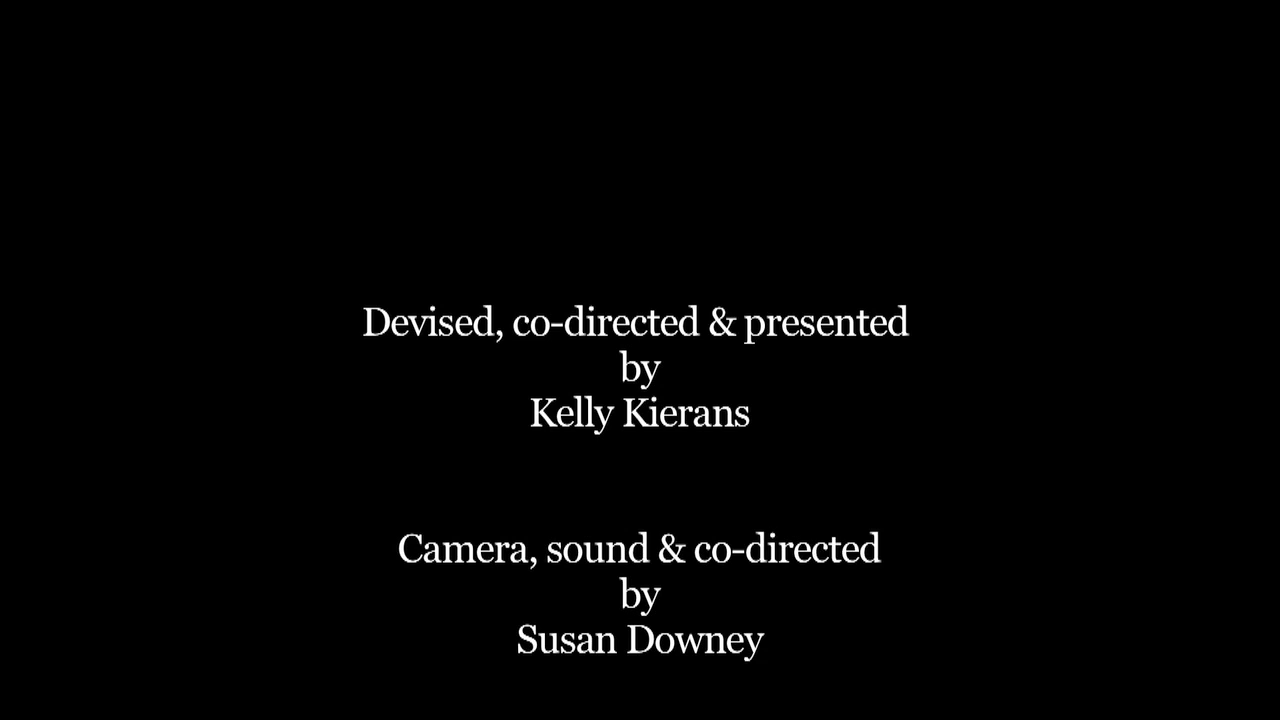 Devised, co-directed & presented
by
Kelly Kierans
Camera, sound & co-directed
by
Susan Downey